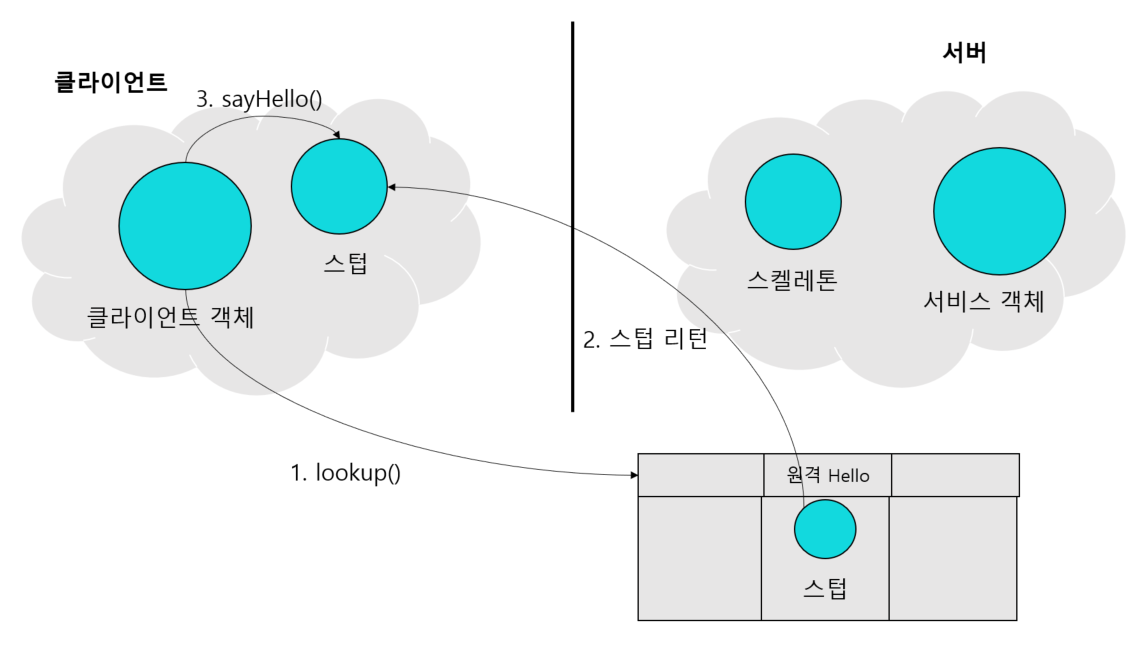 클라이언트
서버
3. sayHello()
스텁
스켈레톤
클라이언트 객체
서비스 객체
2. 스텁 리턴
1. lookup()
원격 Hello
스텁